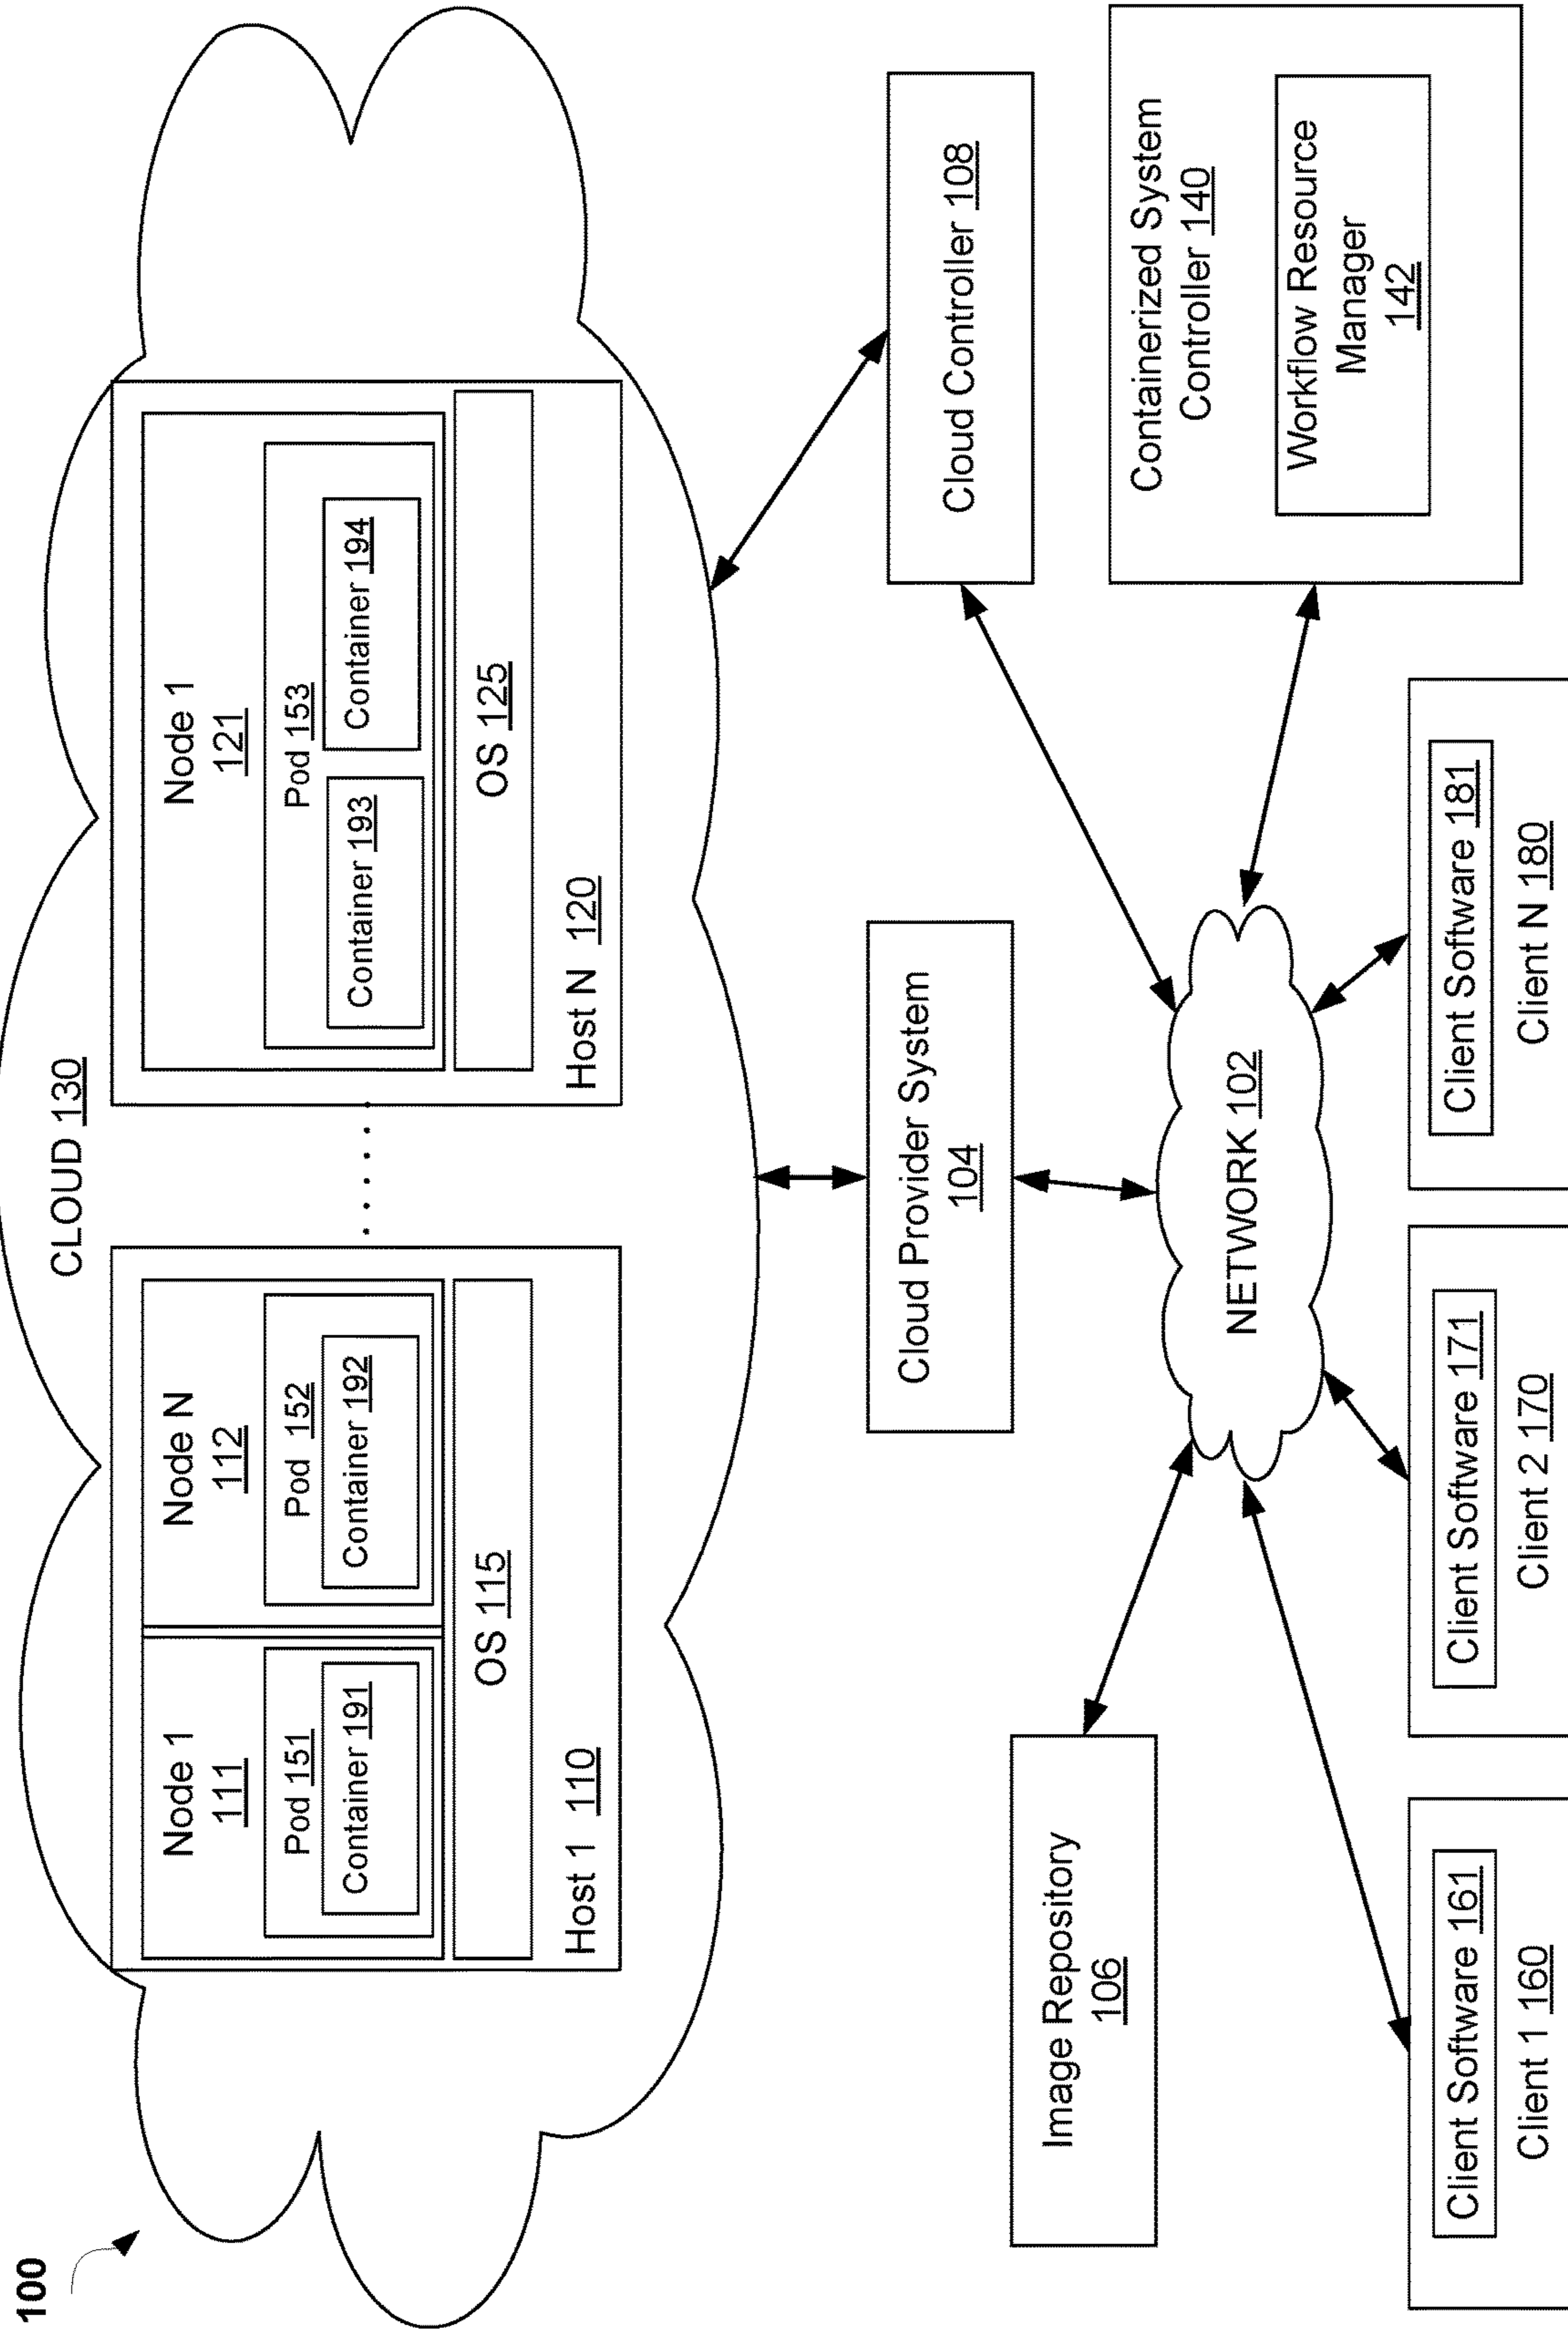 100
CLOUD 130
Node 1
111
Pod 151
Container 191
Node N
112
Pod 152
Container 192
OS 115
Host 1 110
. . . . . .
Node 1
121
Pod 153
Container 193
Container 194
OS 125
Host N 120
Cloud Provider System
104
Cloud Controller 108
Image Repository
106
NETWORK 102
Containerized System
Controller 140
Workflow Resource
Manager
142
Client Software 161
Client 1 160
Client Software 171
Client 2 170
Client Software 181
Client N 180